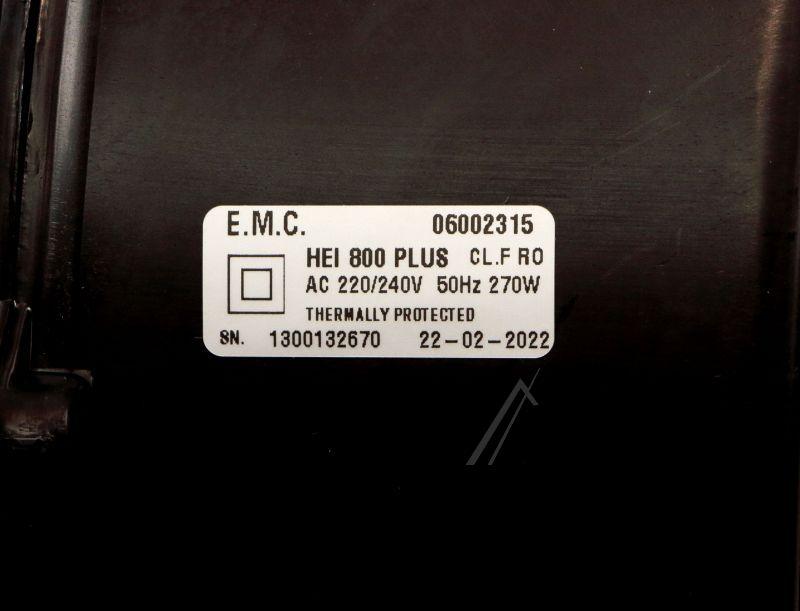 E.M.C. 06002315
HEI 800 PLUS CL.F RO
AC 220/240V 50Hz 270W
THERMALLY PROTECTED
SN. 1300132670 22-02-2022